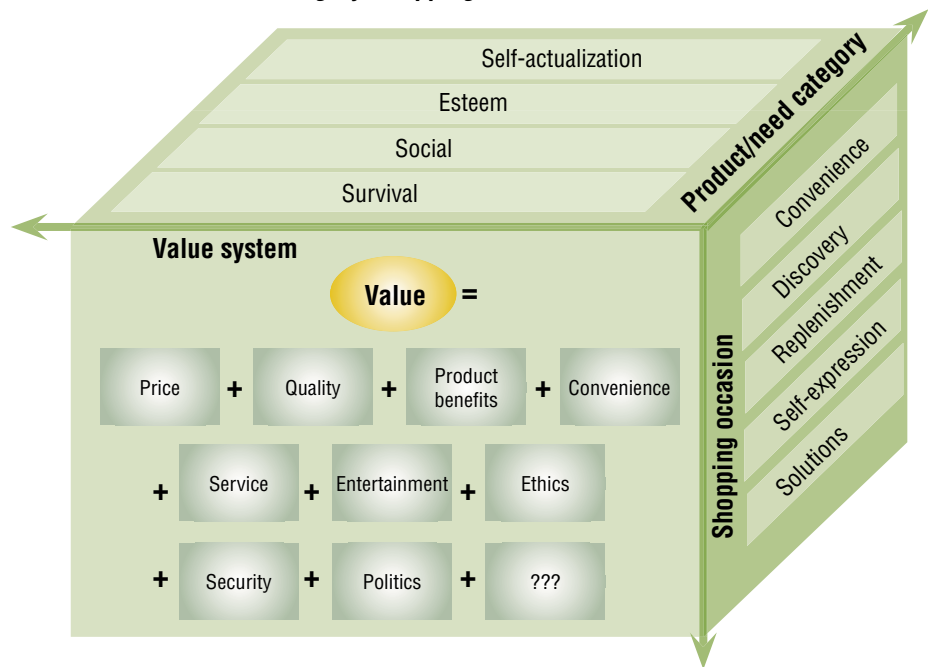 Self-actualization
Esteem
Social
Survival
Product/need category
Convenience
Discovery
Replenishment
Self-expression
Solutions
Shopping occasion
Value system
Value =
Price + Quality + Product benefits + Convenience
+ Service + Entertainment + Ethics
+ Security + Politics + ???